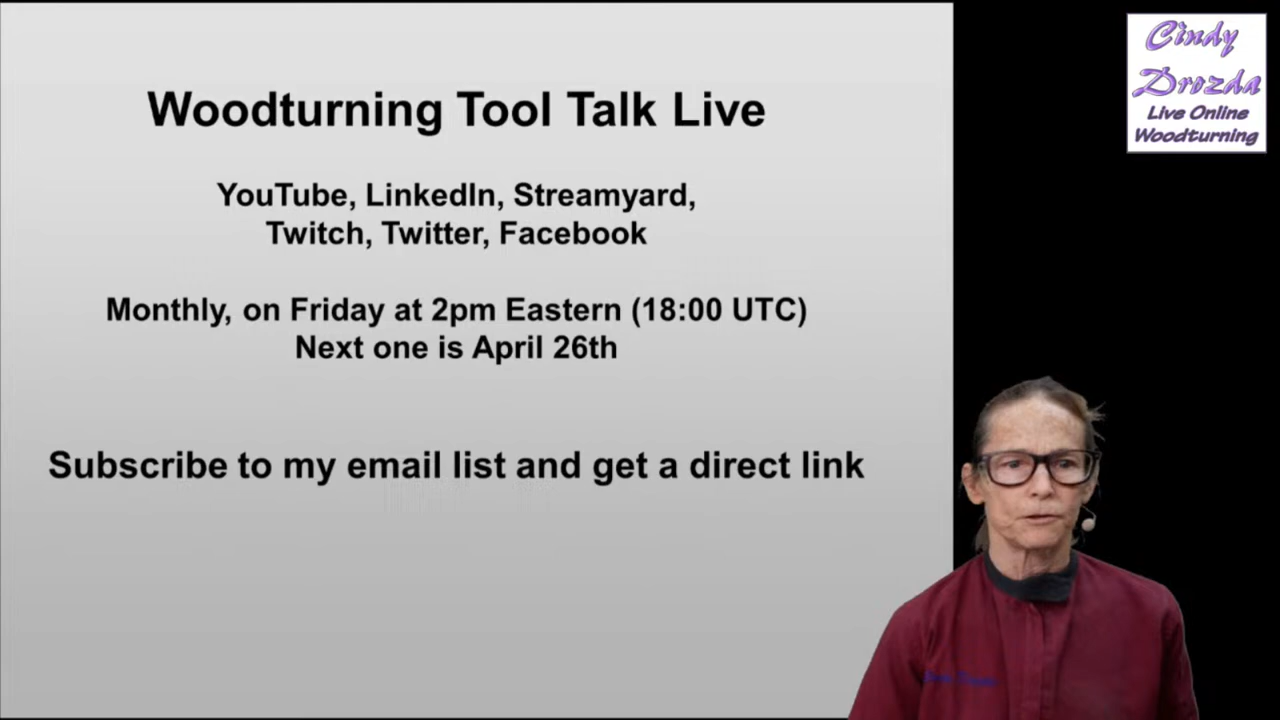 Woodturning Tool Talk Live
YouTube, LinkedIn, Streamyard,
Twitch, Twitter, Facebook
Monthly, on Friday at 2pm Eastern (18:00 UTC)
Next one is April 26th
Subscribe to my email list and get a direct link
Cindy
Drozda
Live Online
Woodturning